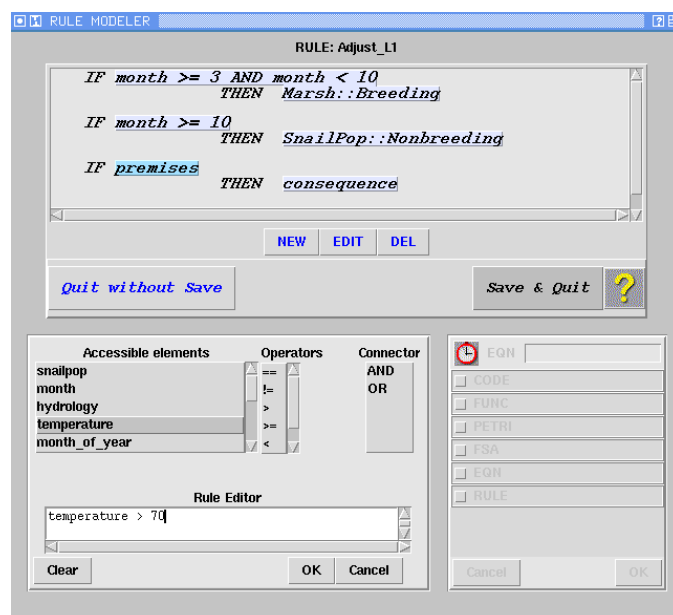 RULE MODELER
RULE: Adjust_L1
IF month >= 3 AND month < 10
THEN Marsh::Breeding
IF month >= 10
THEN SnailPop::Nonbreeding
IF premises
THEN consequence
NEW EDIT DEL
Quit without Save
Save & Quit
?
Accessible elements
snailpop
month
hydrology
temperature
month_of_year
Operators
==
!=
>
>=
<
Connector
AND
OR
Rule Editor
temperature > 70
Clear OK Cancel
EQN
CODE
FUNC
PETRI
FSA
EQN
RULE
Cancel OK